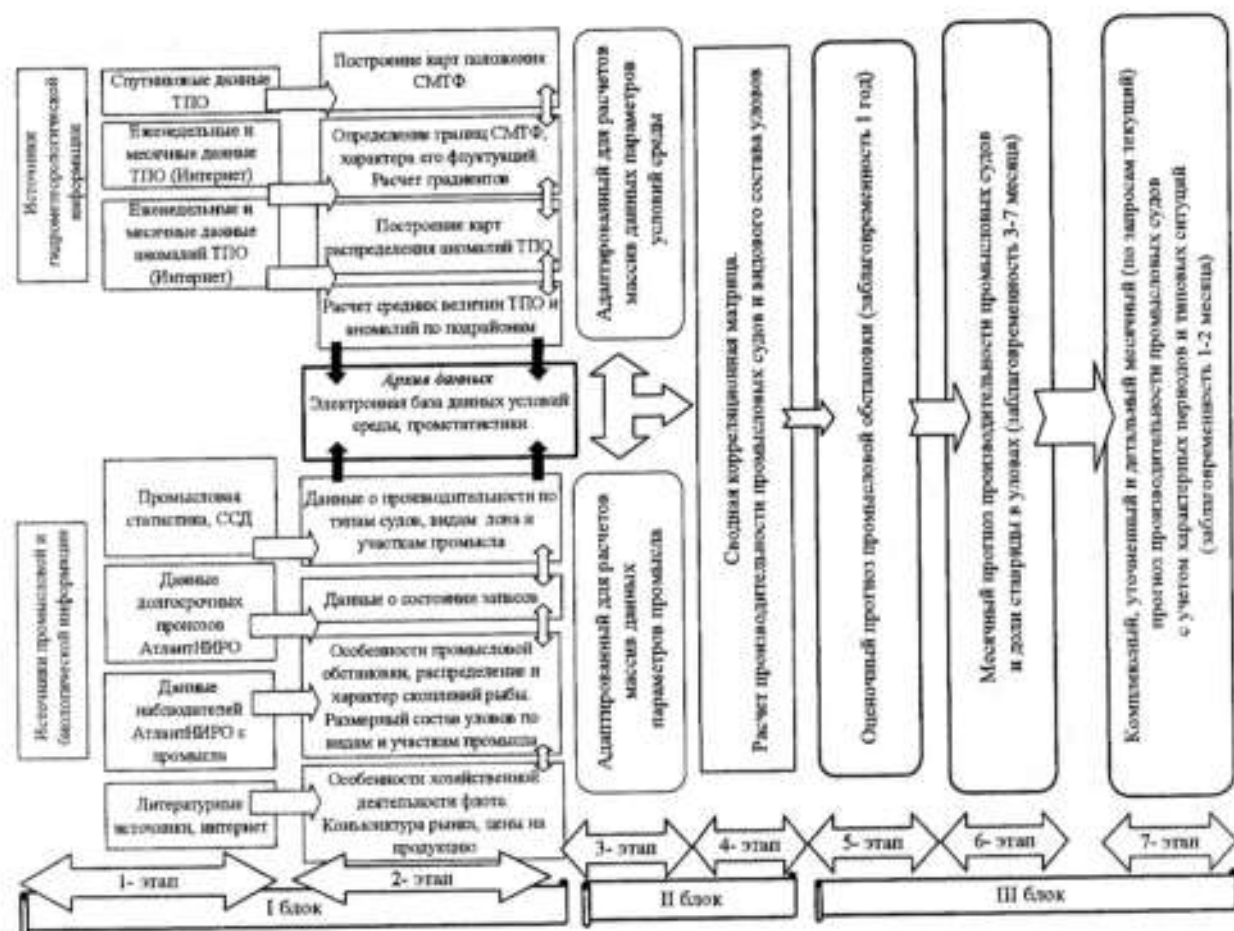 Источники
гидрометорологической
информации
Спутниковые данные
ТПО
Еженедельные и
месячные данные
ТПО (Интернет)
Еженедельные и
месячные данные
аномалий ТПО
(Интернет)
Построение карт положения
СМТФ
Определение границ СМТФ,
характера его флуктуаций
Расчет градиентов
Построение карт
распределения аномалий ТПО
Расчет средних величин ТПО и
аномалий по подрайонам
Архив данных
Электронная база данных условий
среды, промстатистики
Источники промысловой и
биологической информации
Промысловая
статистика, ССД
Данные
долгосрочных
прогнозов
АтлантНИРО
Данные
наблюдателей
АтлантНИРО с
промысла
Литературные
источники, интернет
Данные о производительности по
типам судов, видам лова и
участкам промысла
Данные о состоянии запасов
Особенности промысловой
обстановки, распределение и
характер скоплений рыбы.
Размерный состав уловов по
видам и участкам промысла
Особенности хозяйственной
деятельности флота
Конъюнктура рынка, цены на
продукцию
Адаптированный для расчетов
массив данных параметров
условий среды
Адаптированный для расчетов
массив данных
параметров промысла
Сводная корреляционная матрица.
Расчет производительности промысловых судов и видового состава уловов
Оценочный прогноз промысловой обстановки (заблаговременность 1 год)
Месячный прогноз производительности промысловых судов
и доли ставриды в уловах (заблаговременность 3-7 месяца)
Комплексный, уточненный и детальный месячный (по запросам текущий)
прогноз производительности промысловых судов
с учетом характерных периодов и типовых ситуций
(заблаговременность 1-2 месяца)
1- этап
2- этап
3- этап
4- этап
5- этап
6- этап
7- этап
I блок
II блок
III блок